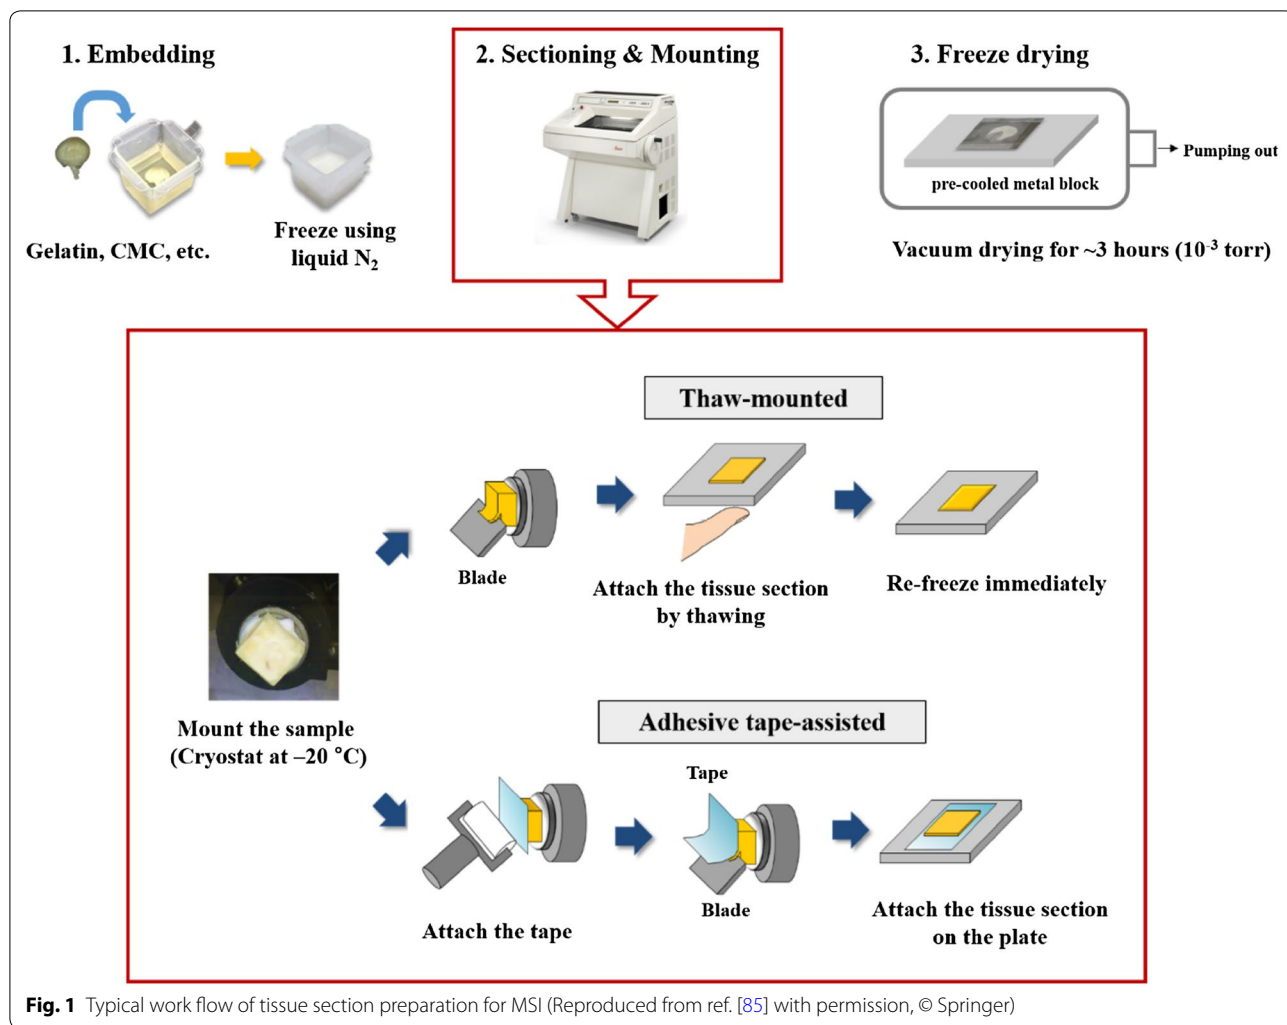 1. Embedding
Gelatin, CMC, etc.
Freeze using
liquid N₂
2. Sectioning & Mounting
3. Freeze drying
pre-cooled metal block
Pumping out
Vacuum drying for ~3 hours (10⁻³ torr)
Mount the sample
(Cryostat at –20 °C)
Thaw-mounted
Blade
Attach the tissue section
by thawing
Re-freeze immediately
Adhesive tape-assisted
Attach the tape
Tape
Blade
Attach the tissue section
on the plate
Fig. 1 Typical work flow of tissue section preparation for MSI (Reproduced from ref. [85] with permission, © Springer)